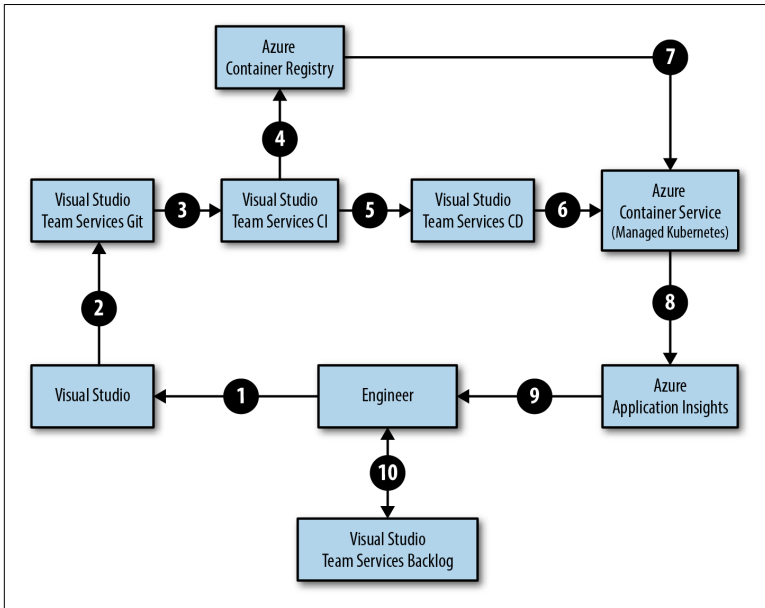 Azure
Container Registry
7
4
Visual Studio
Team Services Git
3
Visual Studio
Team Services CI
5
Visual Studio
Team Services CD
6
Azure
Container Service
(Managed Kubernetes)
2
8
Visual Studio
1
Engineer
9
Azure
Application Insights
10
Visual Studio
Team Services Backlog